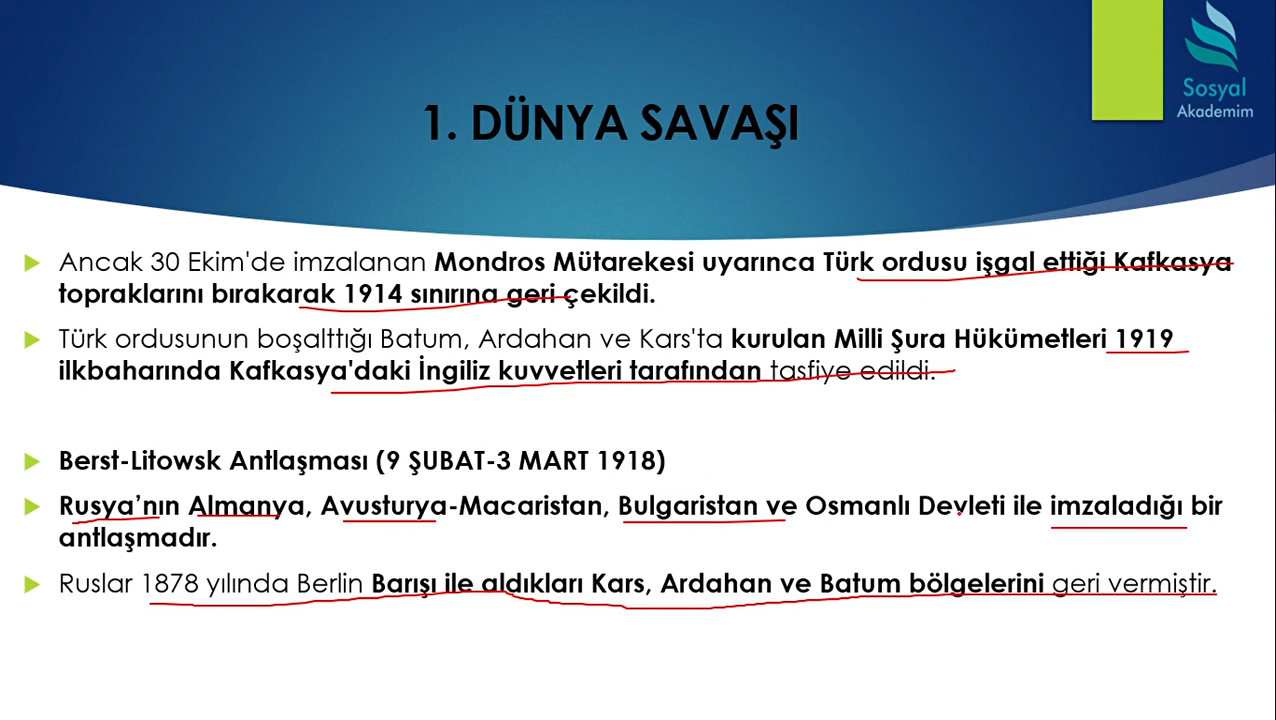 Sosyal
Akademim
1. DÜNYA SAVAŞI
Ancak 30 Ekim'de imzalanan Mondros Mütarekesi uyarınca Türk ordusu işgal ettiği Kafkasya
topraklarını bırakarak 1914 sınırına geri çekildi.
Türk ordusunun boşalttığı Batum, Ardahan ve Kars'ta kurulan Milli Şura Hükümetleri 1919
ilkbaharında Kafkasya'daki İngiliz kuvvetleri tarafından tasfiye edildi.
Berst-Litowsk Antlaşması (9 ŞUBAT-3 MART 1918)
Rusya’nın Almanya, Avusturya-Macaristan, Bulgaristan ve Osmanlı Devleti ile imzaladığı bir
antlaşmadır.
Ruslar 1878 yılında Berlin Barışı ile aldıkları Kars, Ardahan ve Batum bölgelerini geri vermiştir.